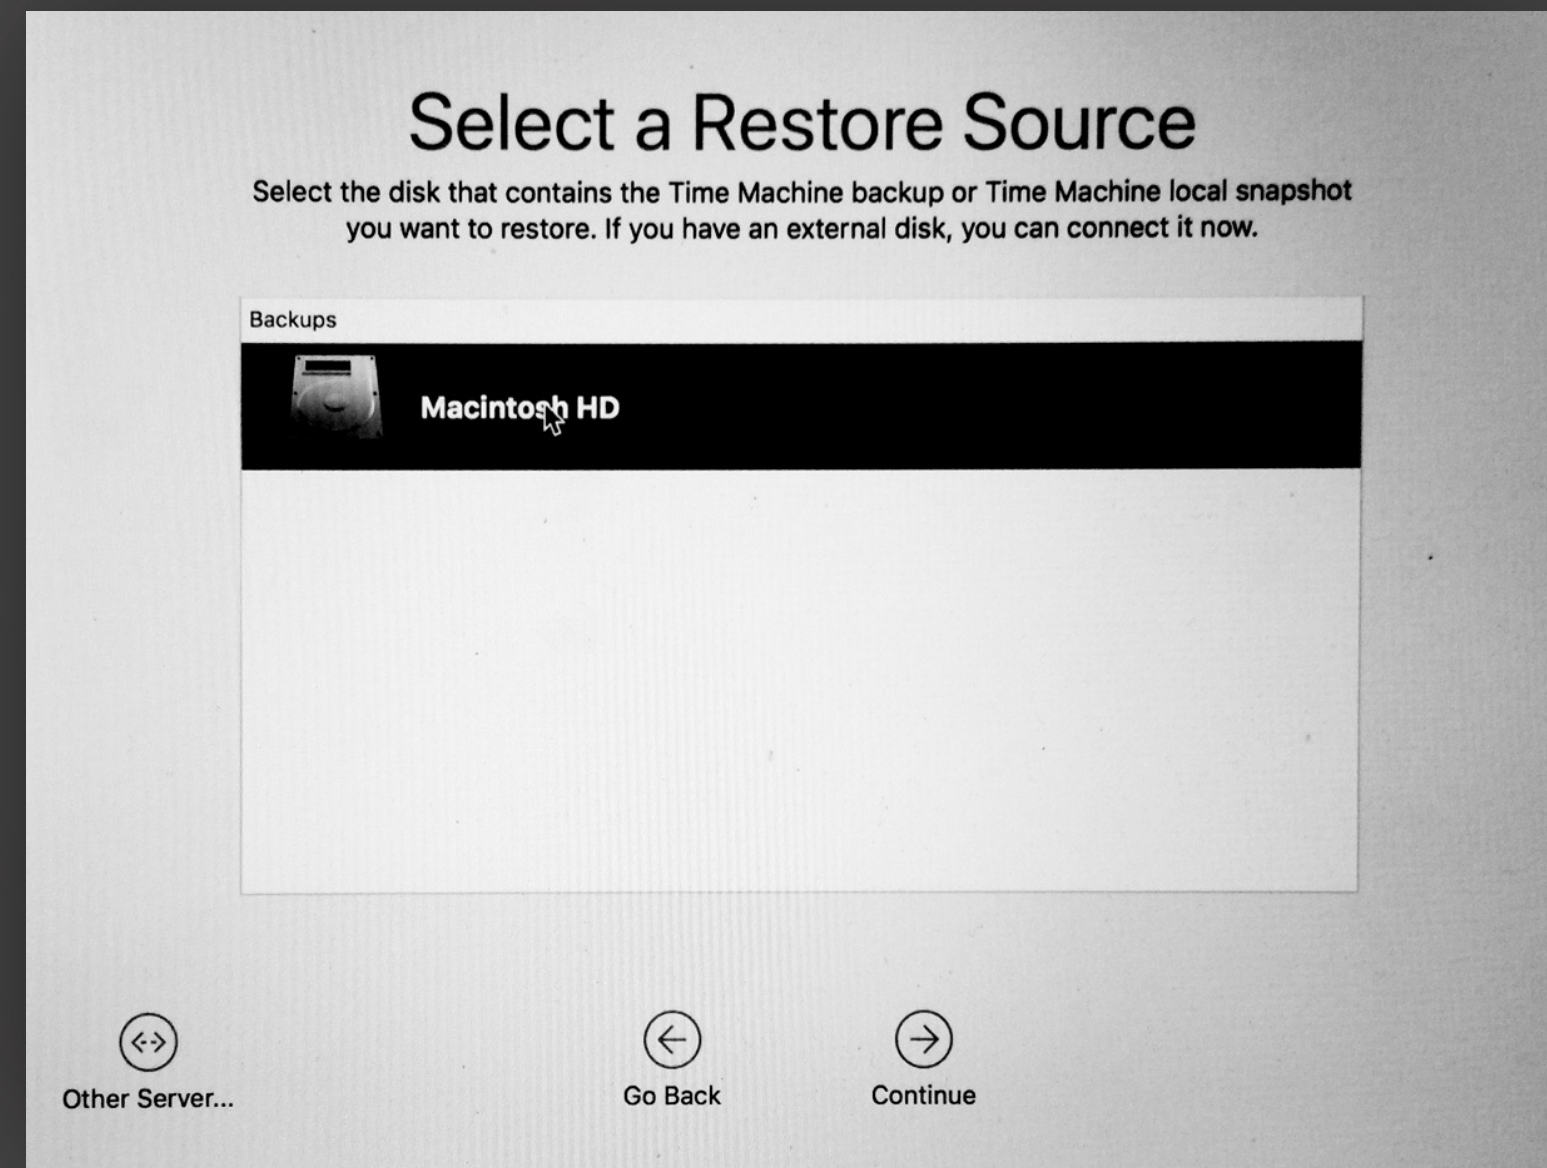 Select a Restore Source
Select the disk that contains the Time Machine backup or Time Machine local snapshot
you want to restore. If you have an external disk, you can connect it now.
Backups
Macintosh HD
Other Server...
Go Back
Continue